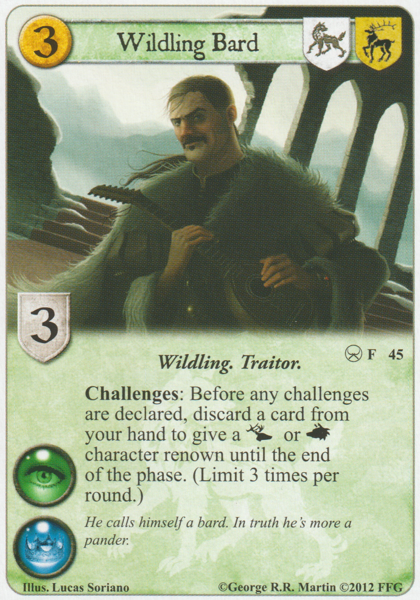 3
Wildling Bard
3
Wildling. Traitor.
F 45
Challenges: Before any challenges
are declared, discard a card from
your hand to give a or
character renown until the end
of the phase. (Limit 3 times per
round.)
He calls himself a bard. In truth he's more a
pander.
Illus. Lucas Soriano
©George R.R. Martin ©2012 FFG